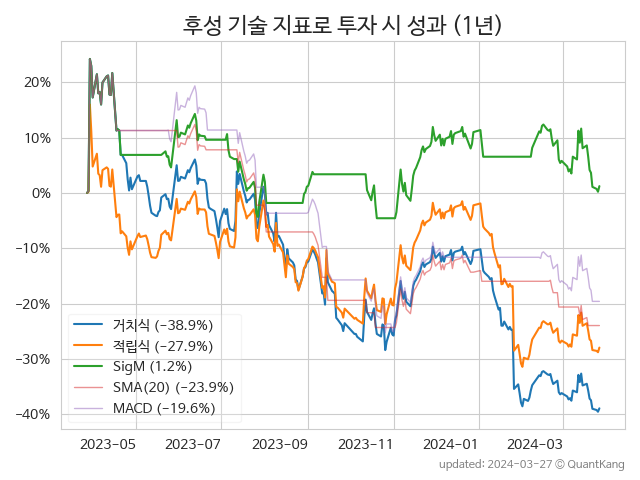 후성 기술 지표로 투자 시 성과 (1년)
20%
10%
0%
−10%
−20%
−30%
−40%
거치식 (−38.9%)
적립식 (−27.9%)
SigM (1.2%)
SMA(20) (−23.9%)
MACD (−19.6%)
2023-05
2023-07
2023-09
2023-11
2024-01
2024-03
updated: 2024-03-27 © QuantKang